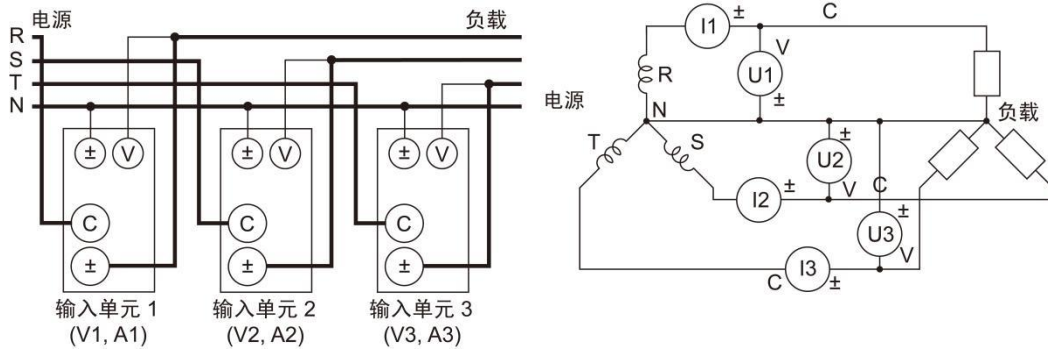 电源 负载
R
S
T
N
± V ± V ± V
C C C
± ± ±
输入单元 1 输入单元 2 输入单元 3
(V1, A1) (V2, A2) (V3, A3)
I1 ± C
V
R U1
±
电源 N 负载
T S ±
U2
V C
I2 ± ±
U3
V
C I3 ±